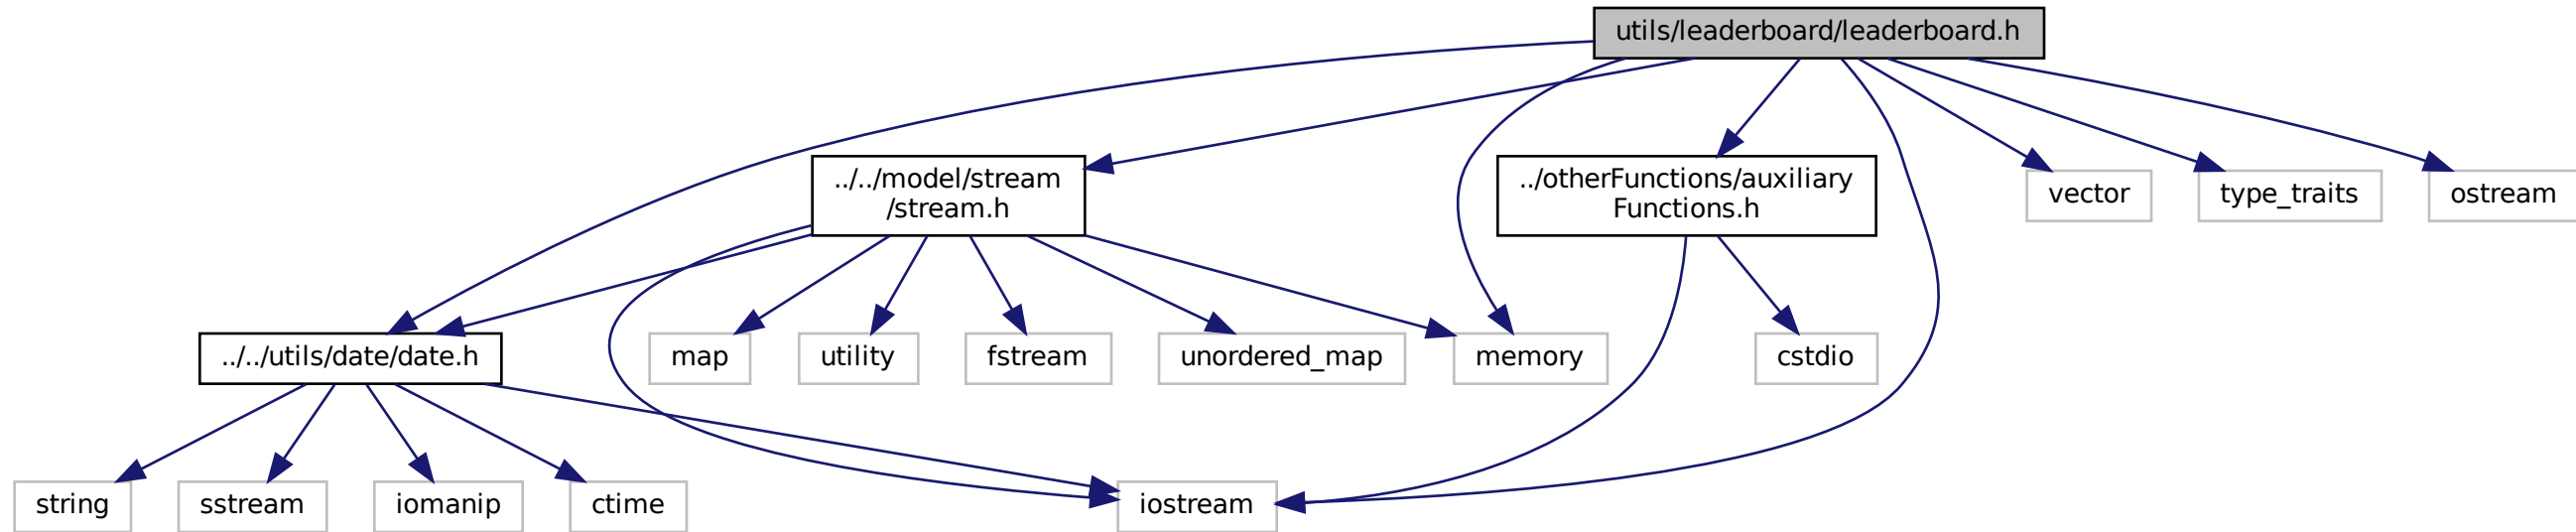 utils/leaderboard/leaderboard.h
../../model/stream
/stream.h
../otherFunctions/auxiliary
Functions.h
vector
type_traits
ostream
../../utils/date/date.h
map
utility
fstream
unordered_map
memory
cstdio
string
sstream
iomanip
ctime
iostream